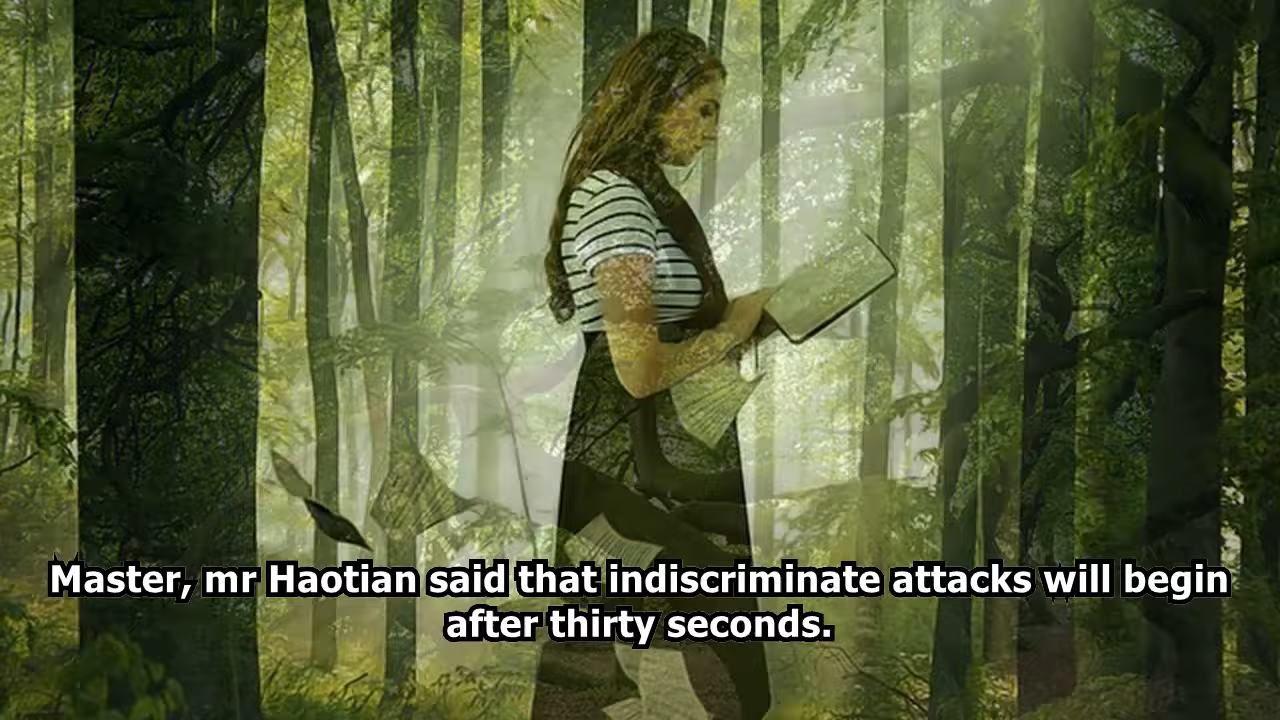 Master, mr Haotian said that indiscriminate attacks will begin
after thirty seconds.